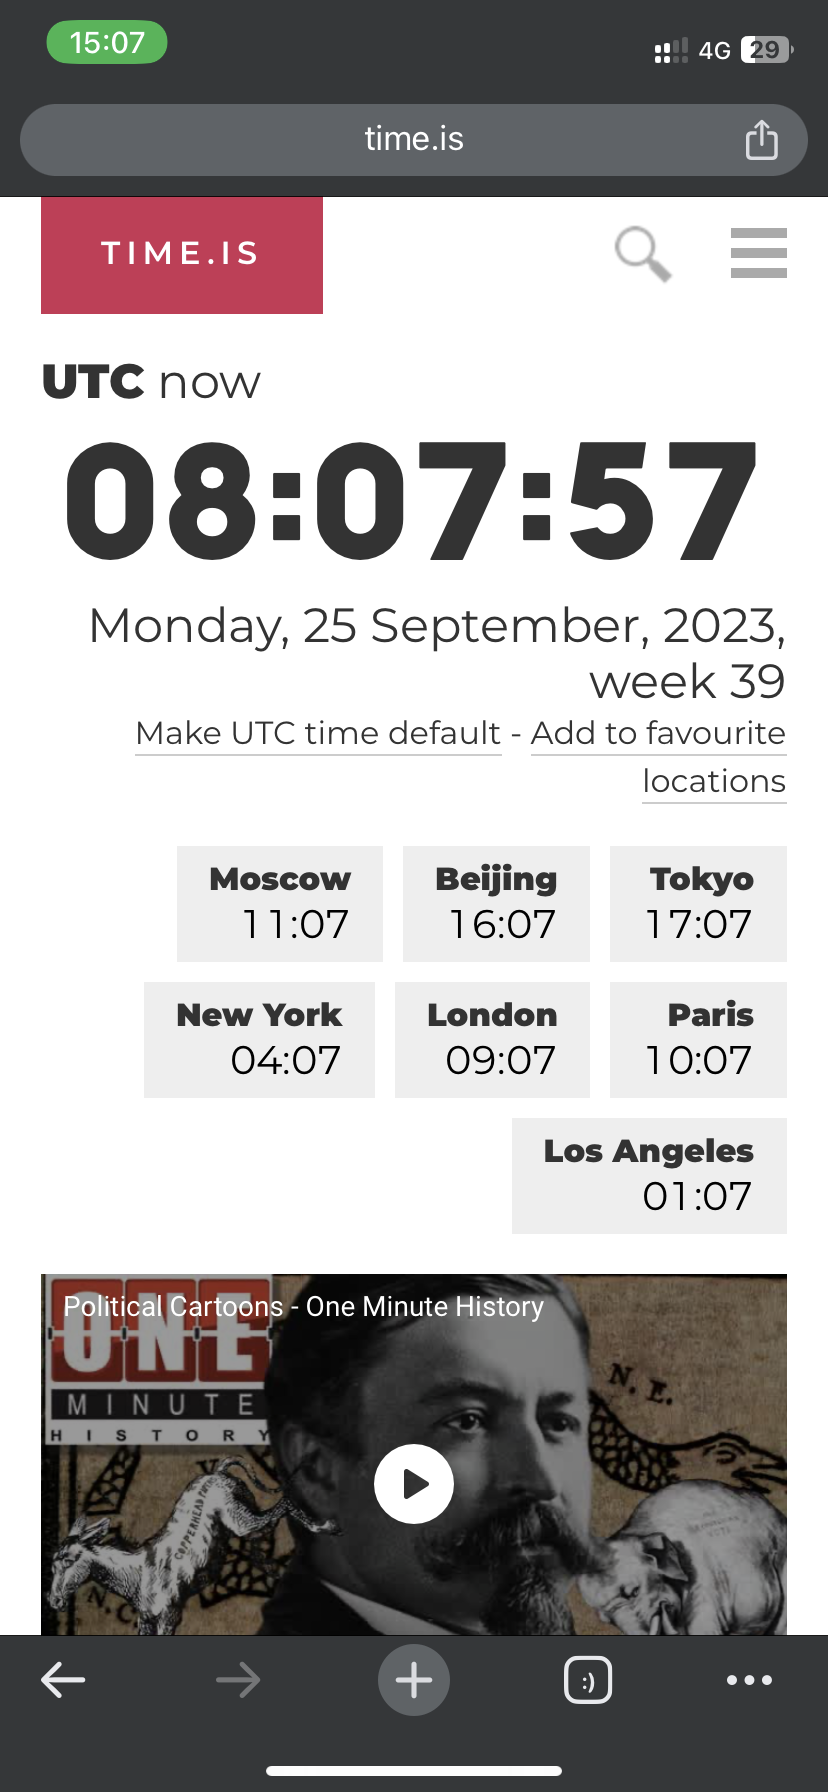 15:07
4G 29
time.is
TIME.IS
UTC now
08:07:57
Monday, 25 September, 2023,
week 39
Make UTC time default - Add to favourite
locations
Moscow Beijing Tokyo
11:07 16:07 17:07
New York London Paris
04:07 09:07 10:07
Los Angeles
01:07
Political Cartoons - One Minute History
ONE
MINUTE
HISTORY
N. E.
COPPERHEAD
N.C.
:)